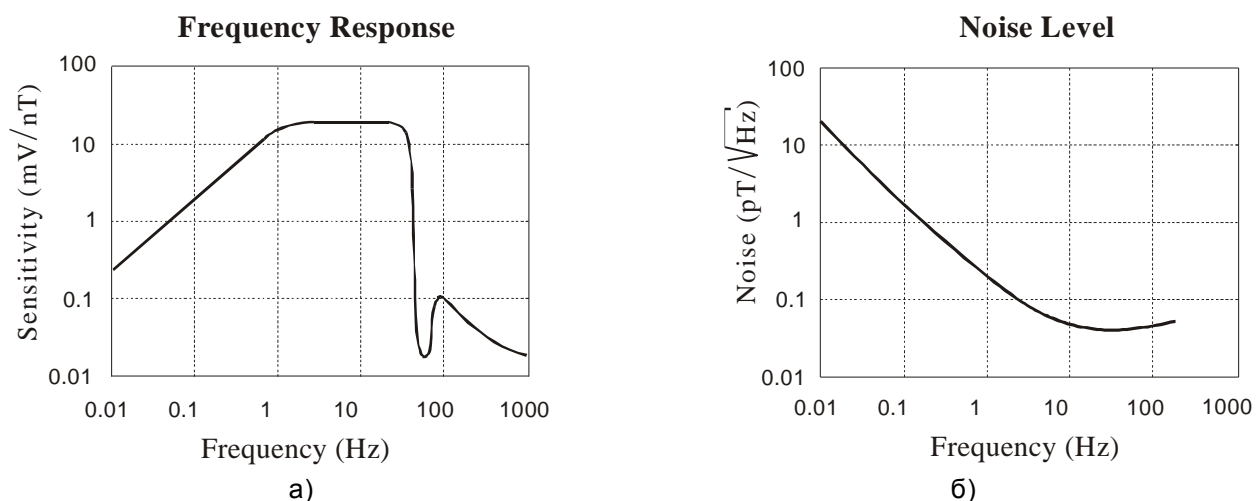 Frequency Response
Sensitivity (mV/nT)
100
10
1
0.1
0.01
0.01 0.1 1 10 100 1000
Frequency (Hz)
а)
Noise Level
Noise (pT/√Hz)
100
10
1
0.1
0.01
0.01 0.1 1 10 100 1000
Frequency (Hz)
б)